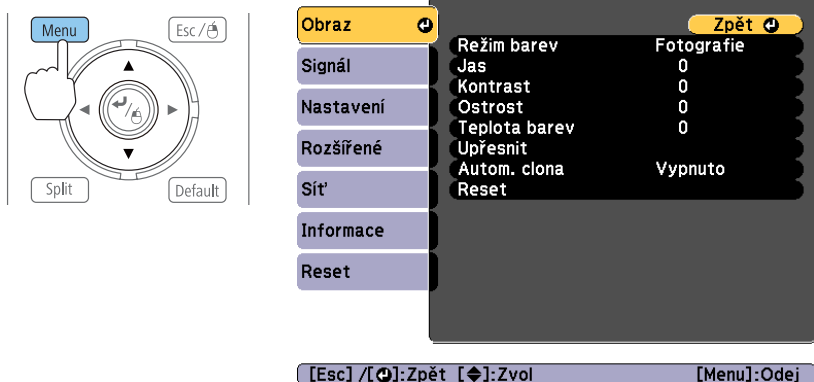 Menu
Esc/
Split
Default
Obraz
Signál
Nastavení
Rozšířené
Síť
Informace
Reset
Zpět
Režim barev Fotografie
Jas 0
Kontrast 0
Ostrost 0
Teplota barev 0
Upřesnit
Autom. clona Vypnuto
Reset
[Esc] /[ ]:Zpět [ ]:Zvol [Menu]:Odej